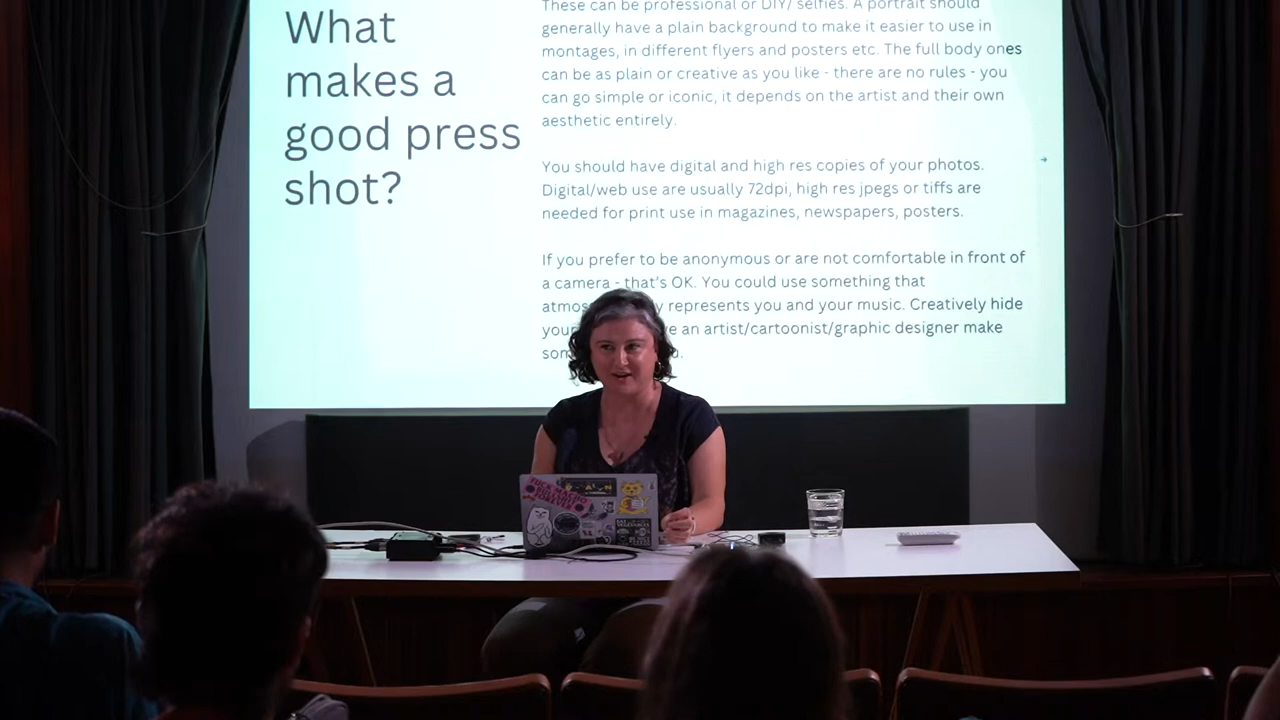 What
makes a
good press
shot?
These can be professional or DIY/ selfies. A portrait should
generally have a plain background to make it easier to use in
montages, in different flyers and posters etc. The full body ones
can be as plain or creative as you like - there are no rules - you
can go simple or iconic, it depends on the artist and their own
aesthetic entirely.
You should have digital and high res copies of your photos.
Digital/web use are usually 72dpi, high res jpegs or tiffs are
needed for print use in magazines, newspapers, posters.
If you prefer to be anonymous or are not comfortable in front of
a camera - that's OK. You could use something that
represents you and your music. Creatively hide
an artist/cartoonist/graphic designer make